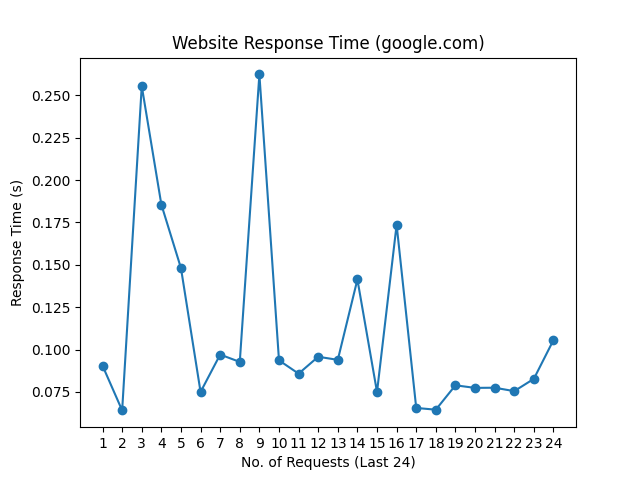 Website Response Time (google.com)
0.250
0.225
0.200
0.175
0.150
0.125
0.100
0.075
Response Time (s)
1 2 3 4 5 6 7 8 9 10 11 12 13 14 15 16 17 18 19 20 21 22 23 24
No. of Requests (Last 24)